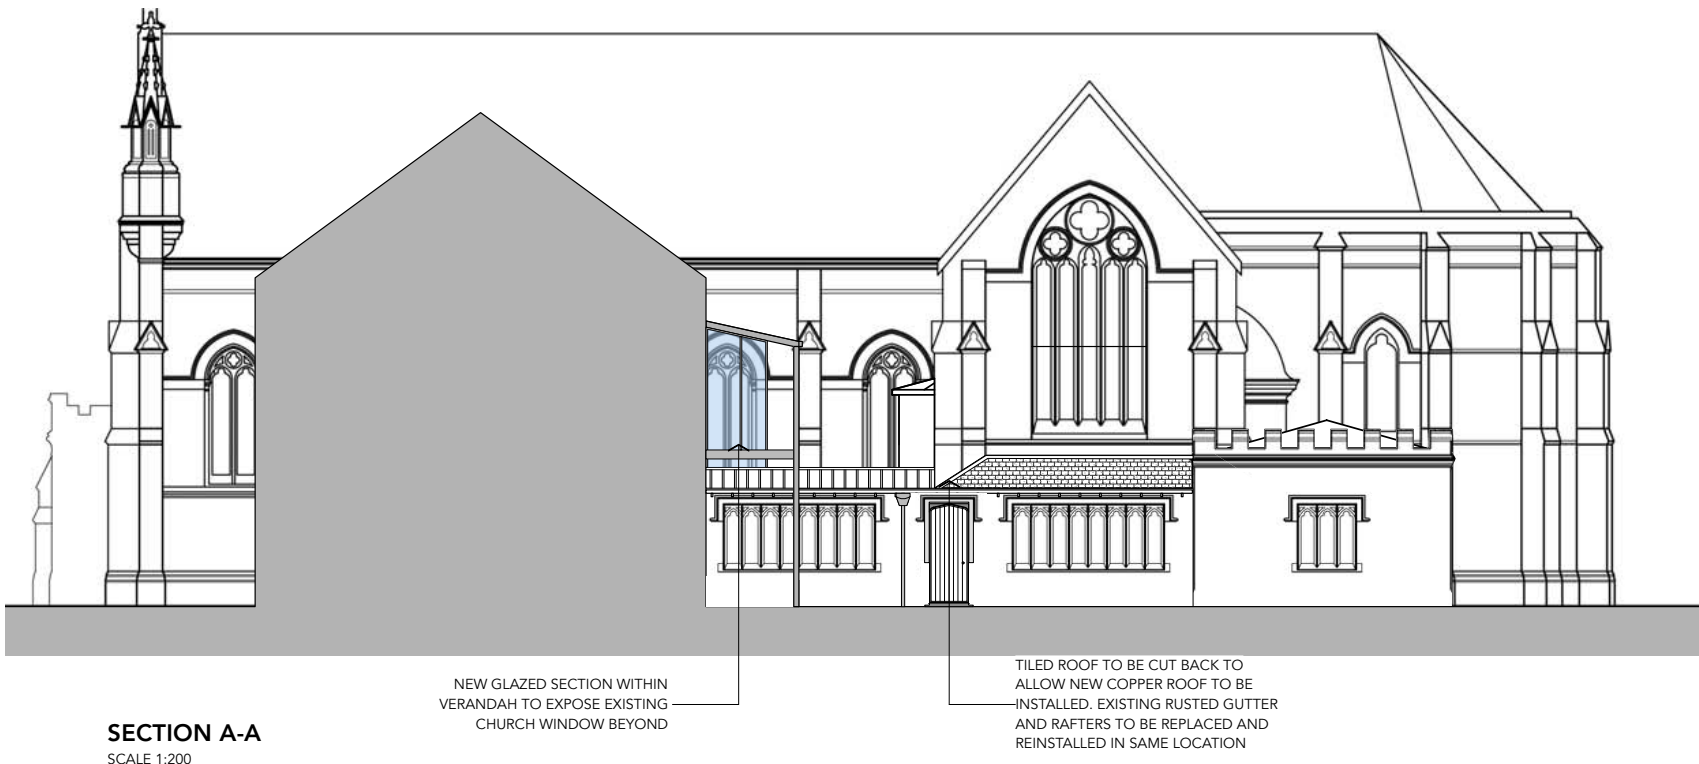 NEW GLAZED SECTION WITHIN
VERANDAH TO EXPOSE EXISTING
CHURCH WINDOW BEYOND
TILED ROOF TO BE CUT BACK TO
ALLOW NEW COPPER ROOF TO BE
INSTALLED. EXISTING RUSTED GUTTER
AND RAFTERS TO BE REPLACED AND
REINSTALLED IN SAME LOCATION
SECTION A-A
SCALE 1:200